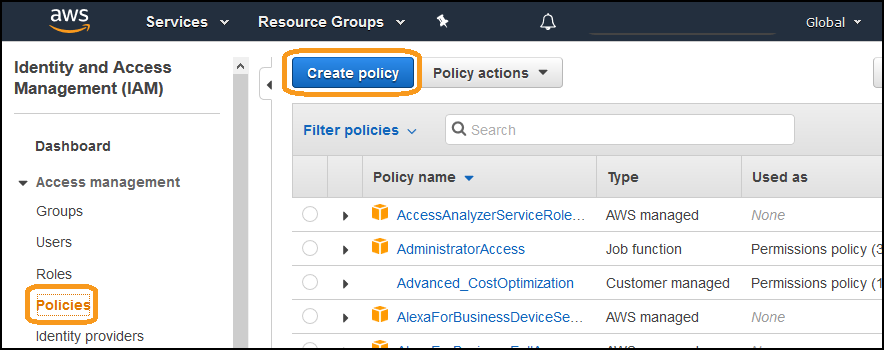 aws Services Resource Groups Global
Identity and Access
Management (IAM)
Create policy Policy actions
Filter policies Search
Dashboard
Policy name Type Used as
Access management
Groups AccessAnalyzerServiceRole… AWS managed None
Users AdministratorAccess Job function Permissions policy (3
Roles Advanced_CostOptimization Customer managed Permissions policy (1
Policies AlexaForBusinessDeviceSe… AWS managed None
Identity providers